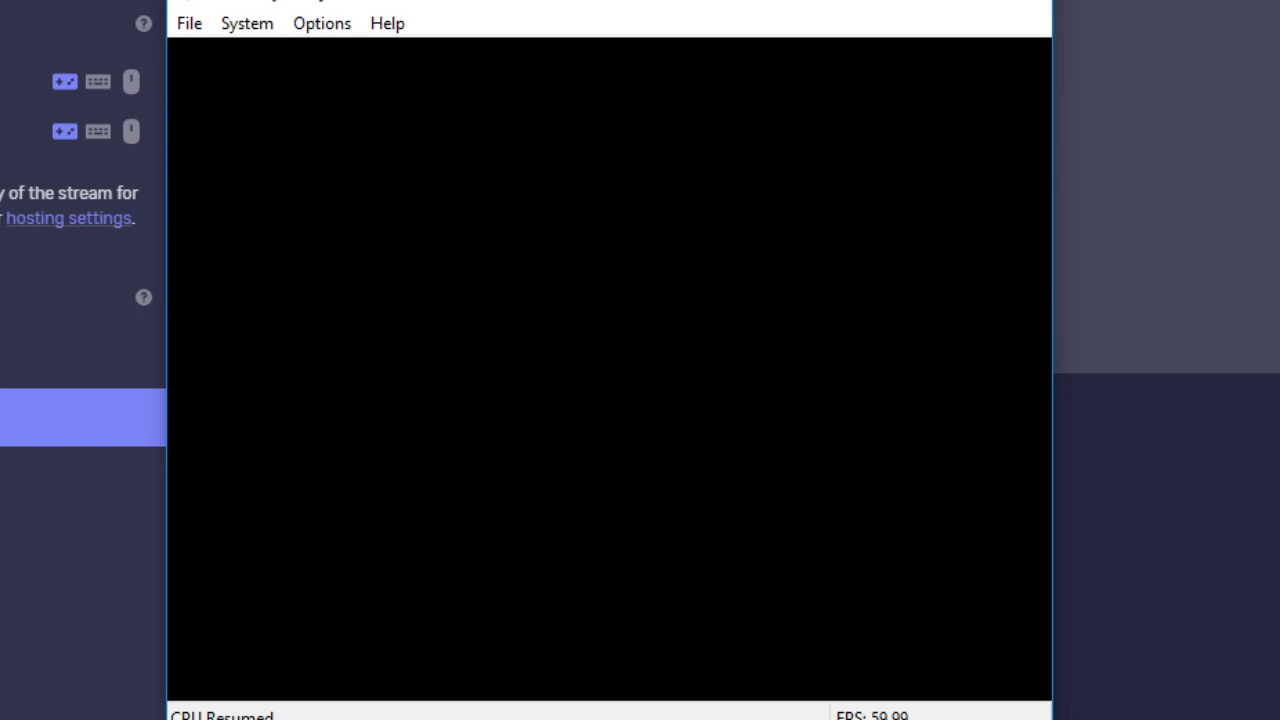 File System Options Help
of the stream for
hosting settings.
CPU Resumed
FPS: 59.99